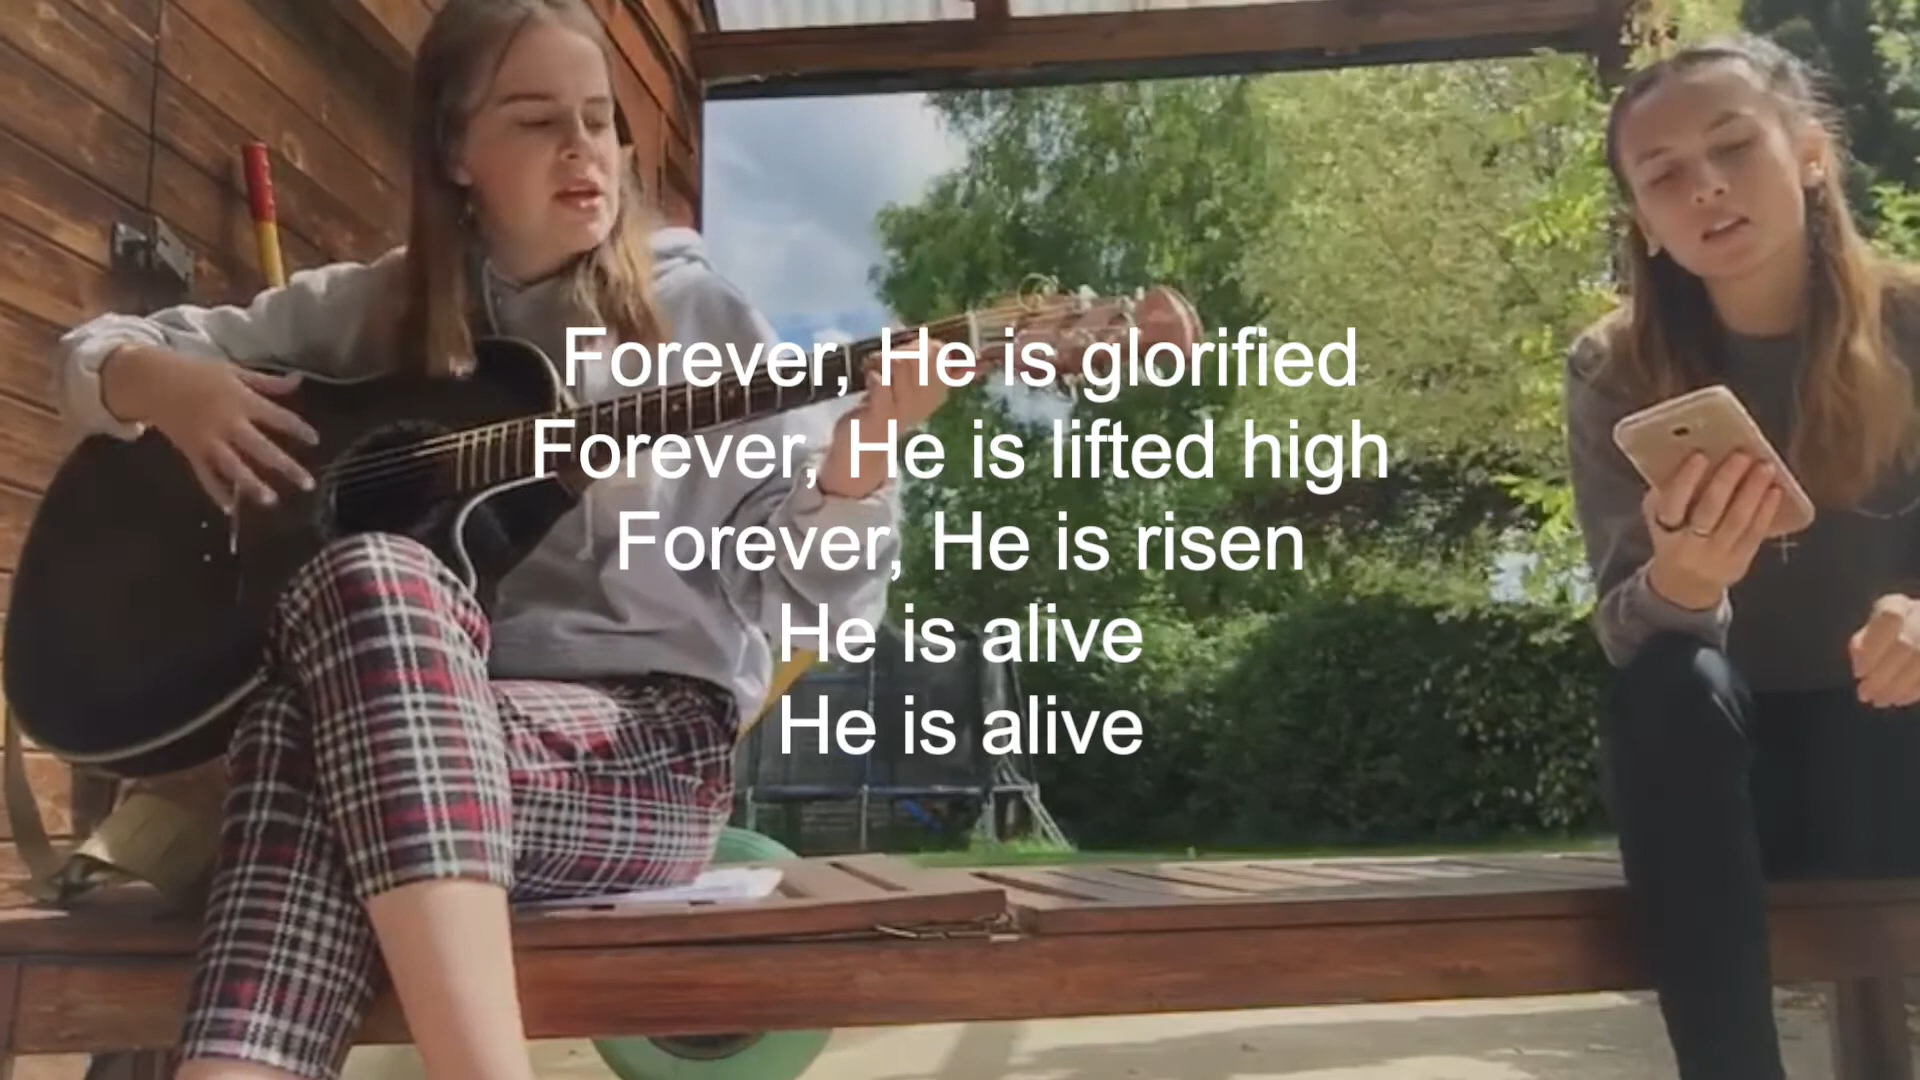 Forever, He is glorified
Forever, He is lifted high
Forever, He is risen
He is alive
He is alive